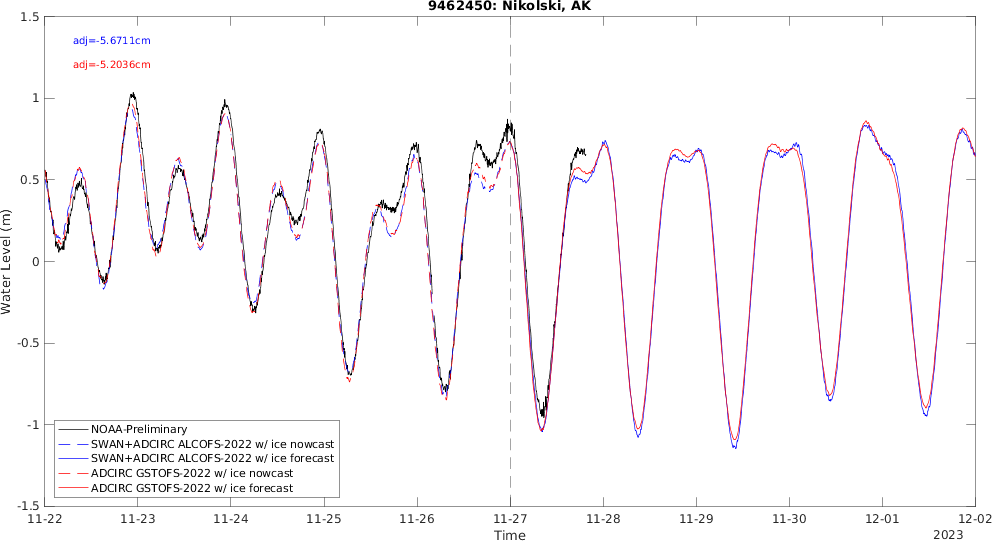 9462450: Nikolski, AK
adj=-5.6711cm
adj=-5.2036cm
1.5
1
0.5
0
-0.5
-1
-1.5
Water Level (m)
NOAA-Preliminary
SWAN+ADCIRC ALCOFS-2022 w/ ice nowcast
SWAN+ADCIRC ALCOFS-2022 w/ ice forecast
ADCIRC GSTOFS-2022 w/ ice nowcast
ADCIRC GSTOFS-2022 w/ ice forecast
11-22 11-23 11-24 11-25 11-26 11-27 11-28 11-29 11-30 12-01 12-02
Time
2023